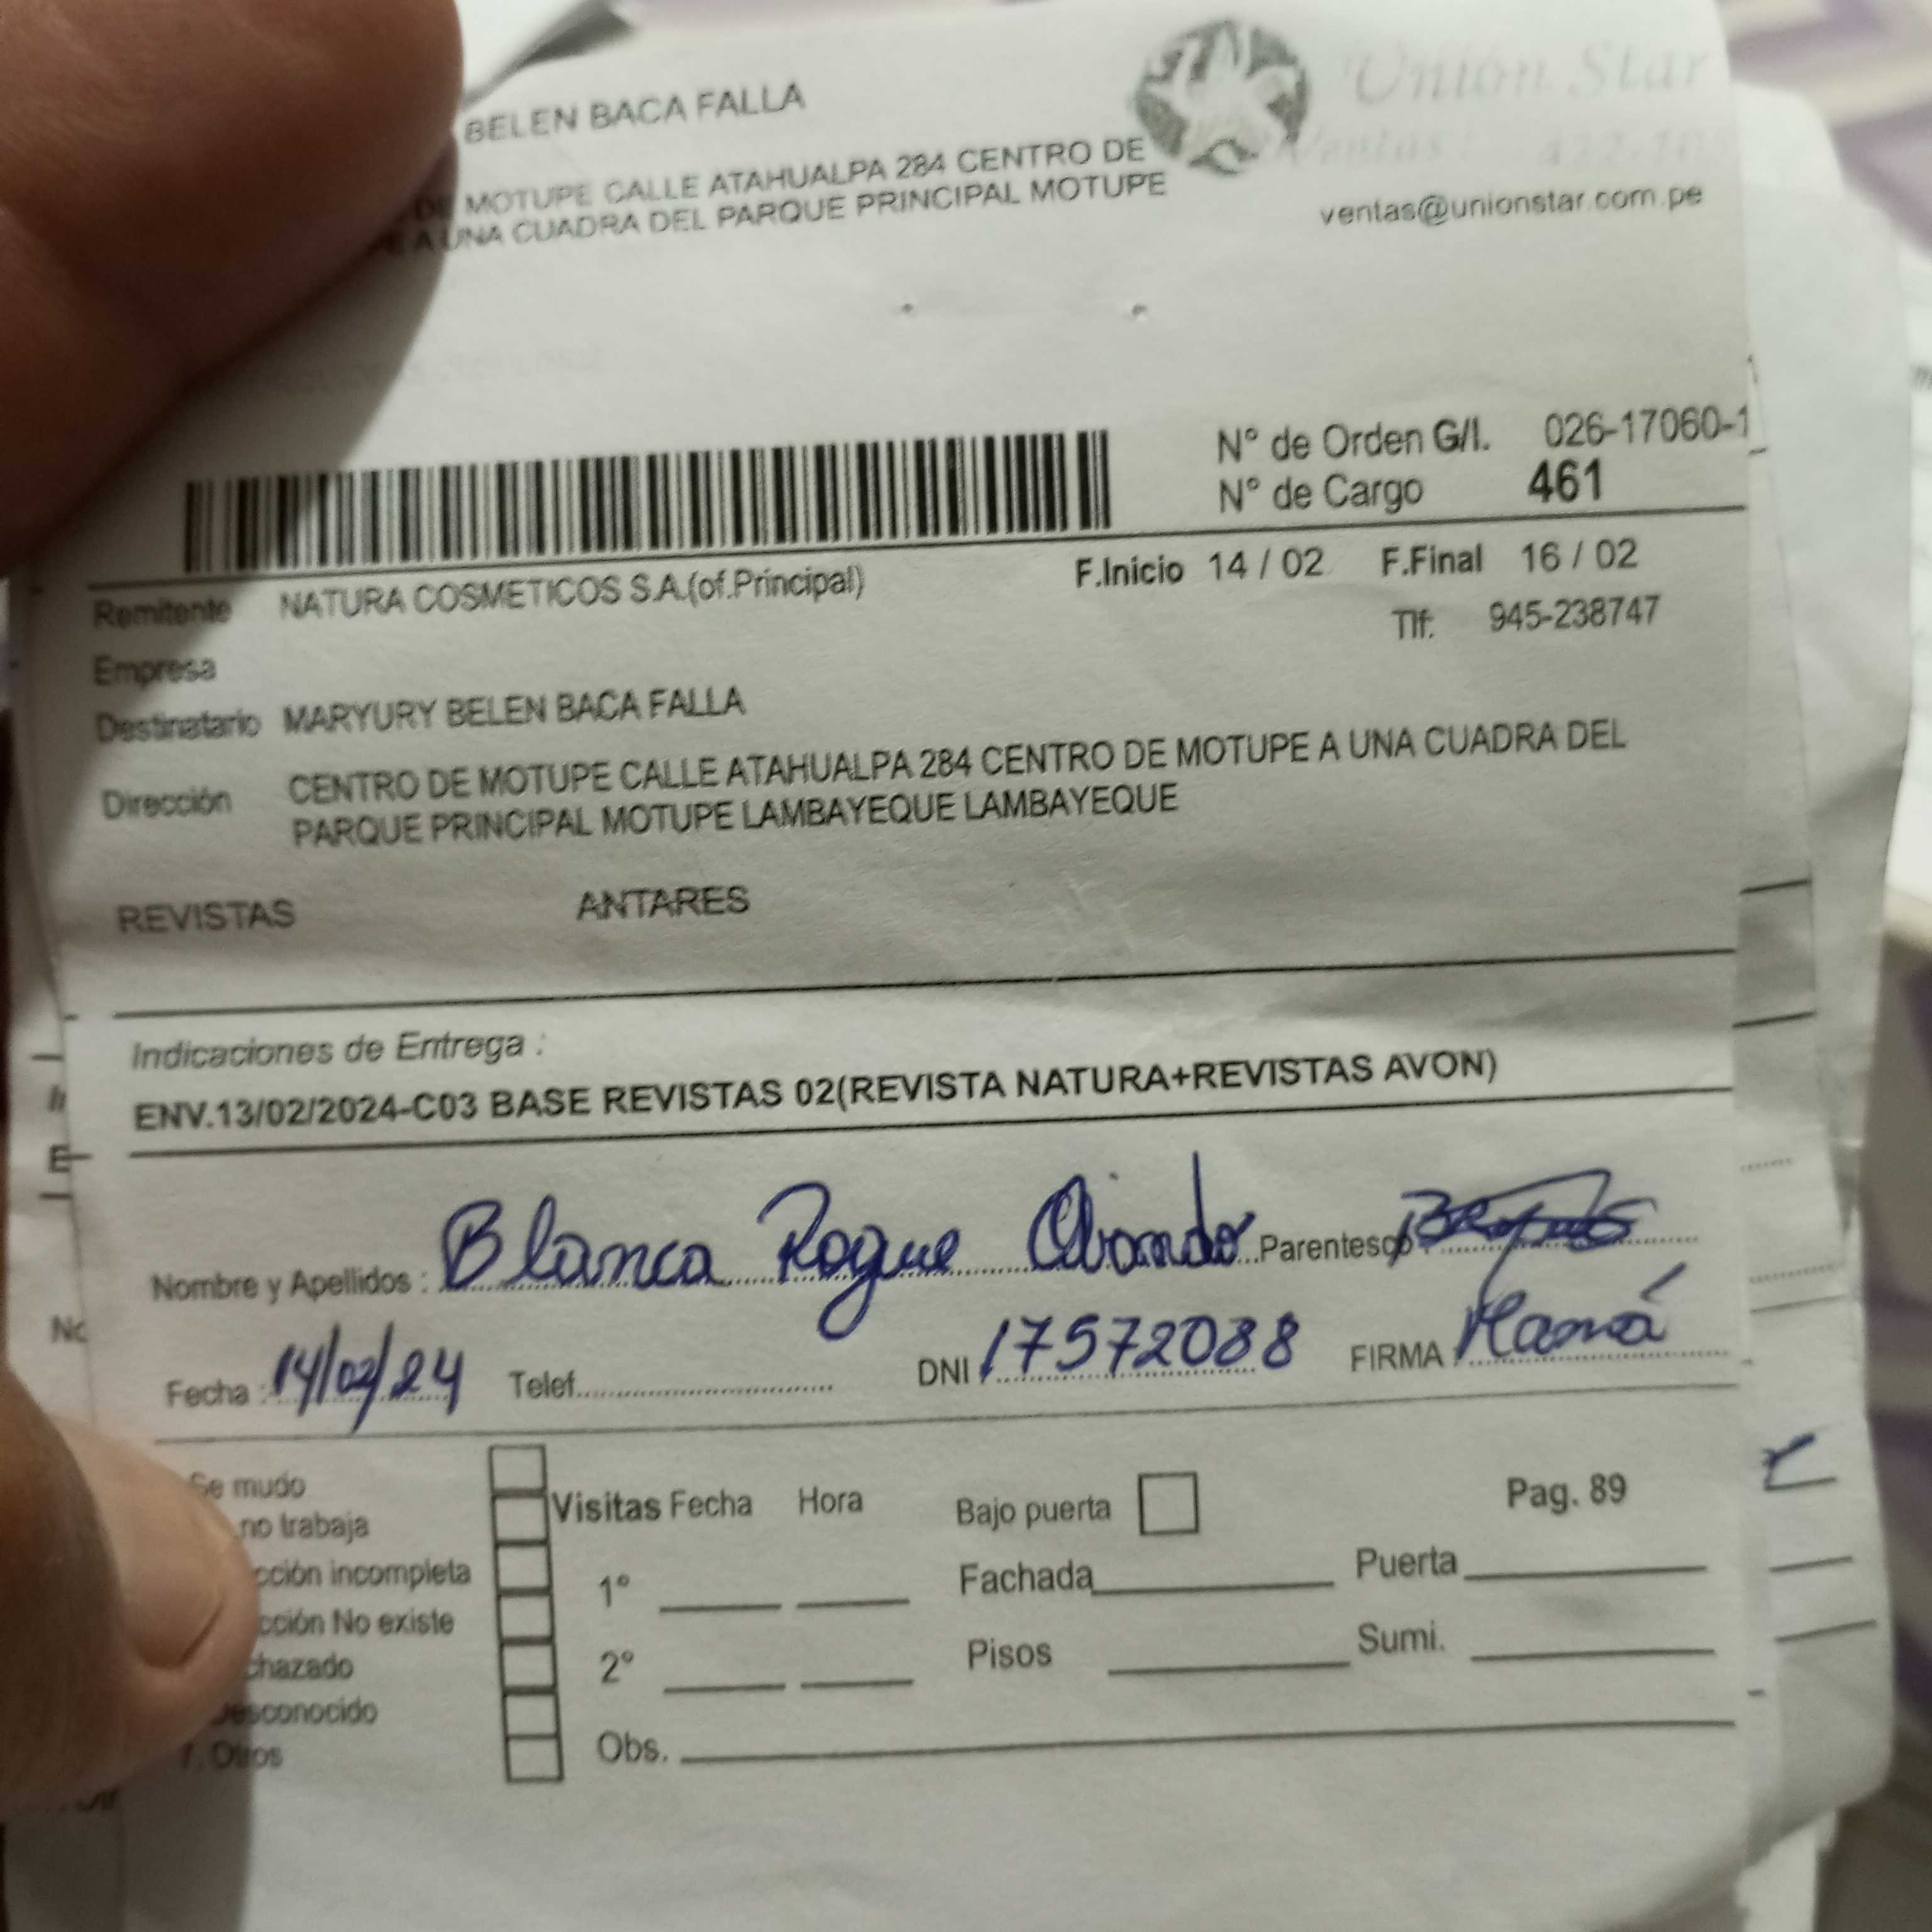 BELEN BACA FALLA
DE MOTUPE CALLE ATAHUALPA 284 CENTRO DE
A UNA CUADRA DEL PARQUE PRINCIPAL MOTUPE
Unión Star
Ventas
ventas@unionstar.com.pe
N° de Orden G/I. 026-17060-1
N° de Cargo 461
F.Inicio 14 / 02 F.Final 16 / 02
Remitente NATURA COSMETICOS S.A.(of.Principal)
Tlf. 945-238747
Empresa
Destinatario MARYURY BELEN BACA FALLA
Dirección CENTRO DE MOTUPE CALLE ATAHUALPA 284 CENTRO DE MOTUPE A UNA CUADRA DEL
PARQUE PRINCIPAL MOTUPE LAMBAYEQUE LAMBAYEQUE
REVISTAS ANTARES
Indicaciones de Entrega :
ENV.13/02/2024-C03 BASE REVISTAS 02(REVISTA NATURA+REVISTAS AVON)
Nombre y Apellidos : Blanca Roque Obando Parentesco :
Fecha : 14/02/24 Telef. DNI 17572088 FIRMA Mamá
Se mudo
no trabaja
Visitas Fecha Hora Bajo puerta Pag. 89
cción incompleta
1° Fachada Puerta
cción No existe
chazado
2° Pisos Sumi.
Desconocido
7. Otros
Obs.